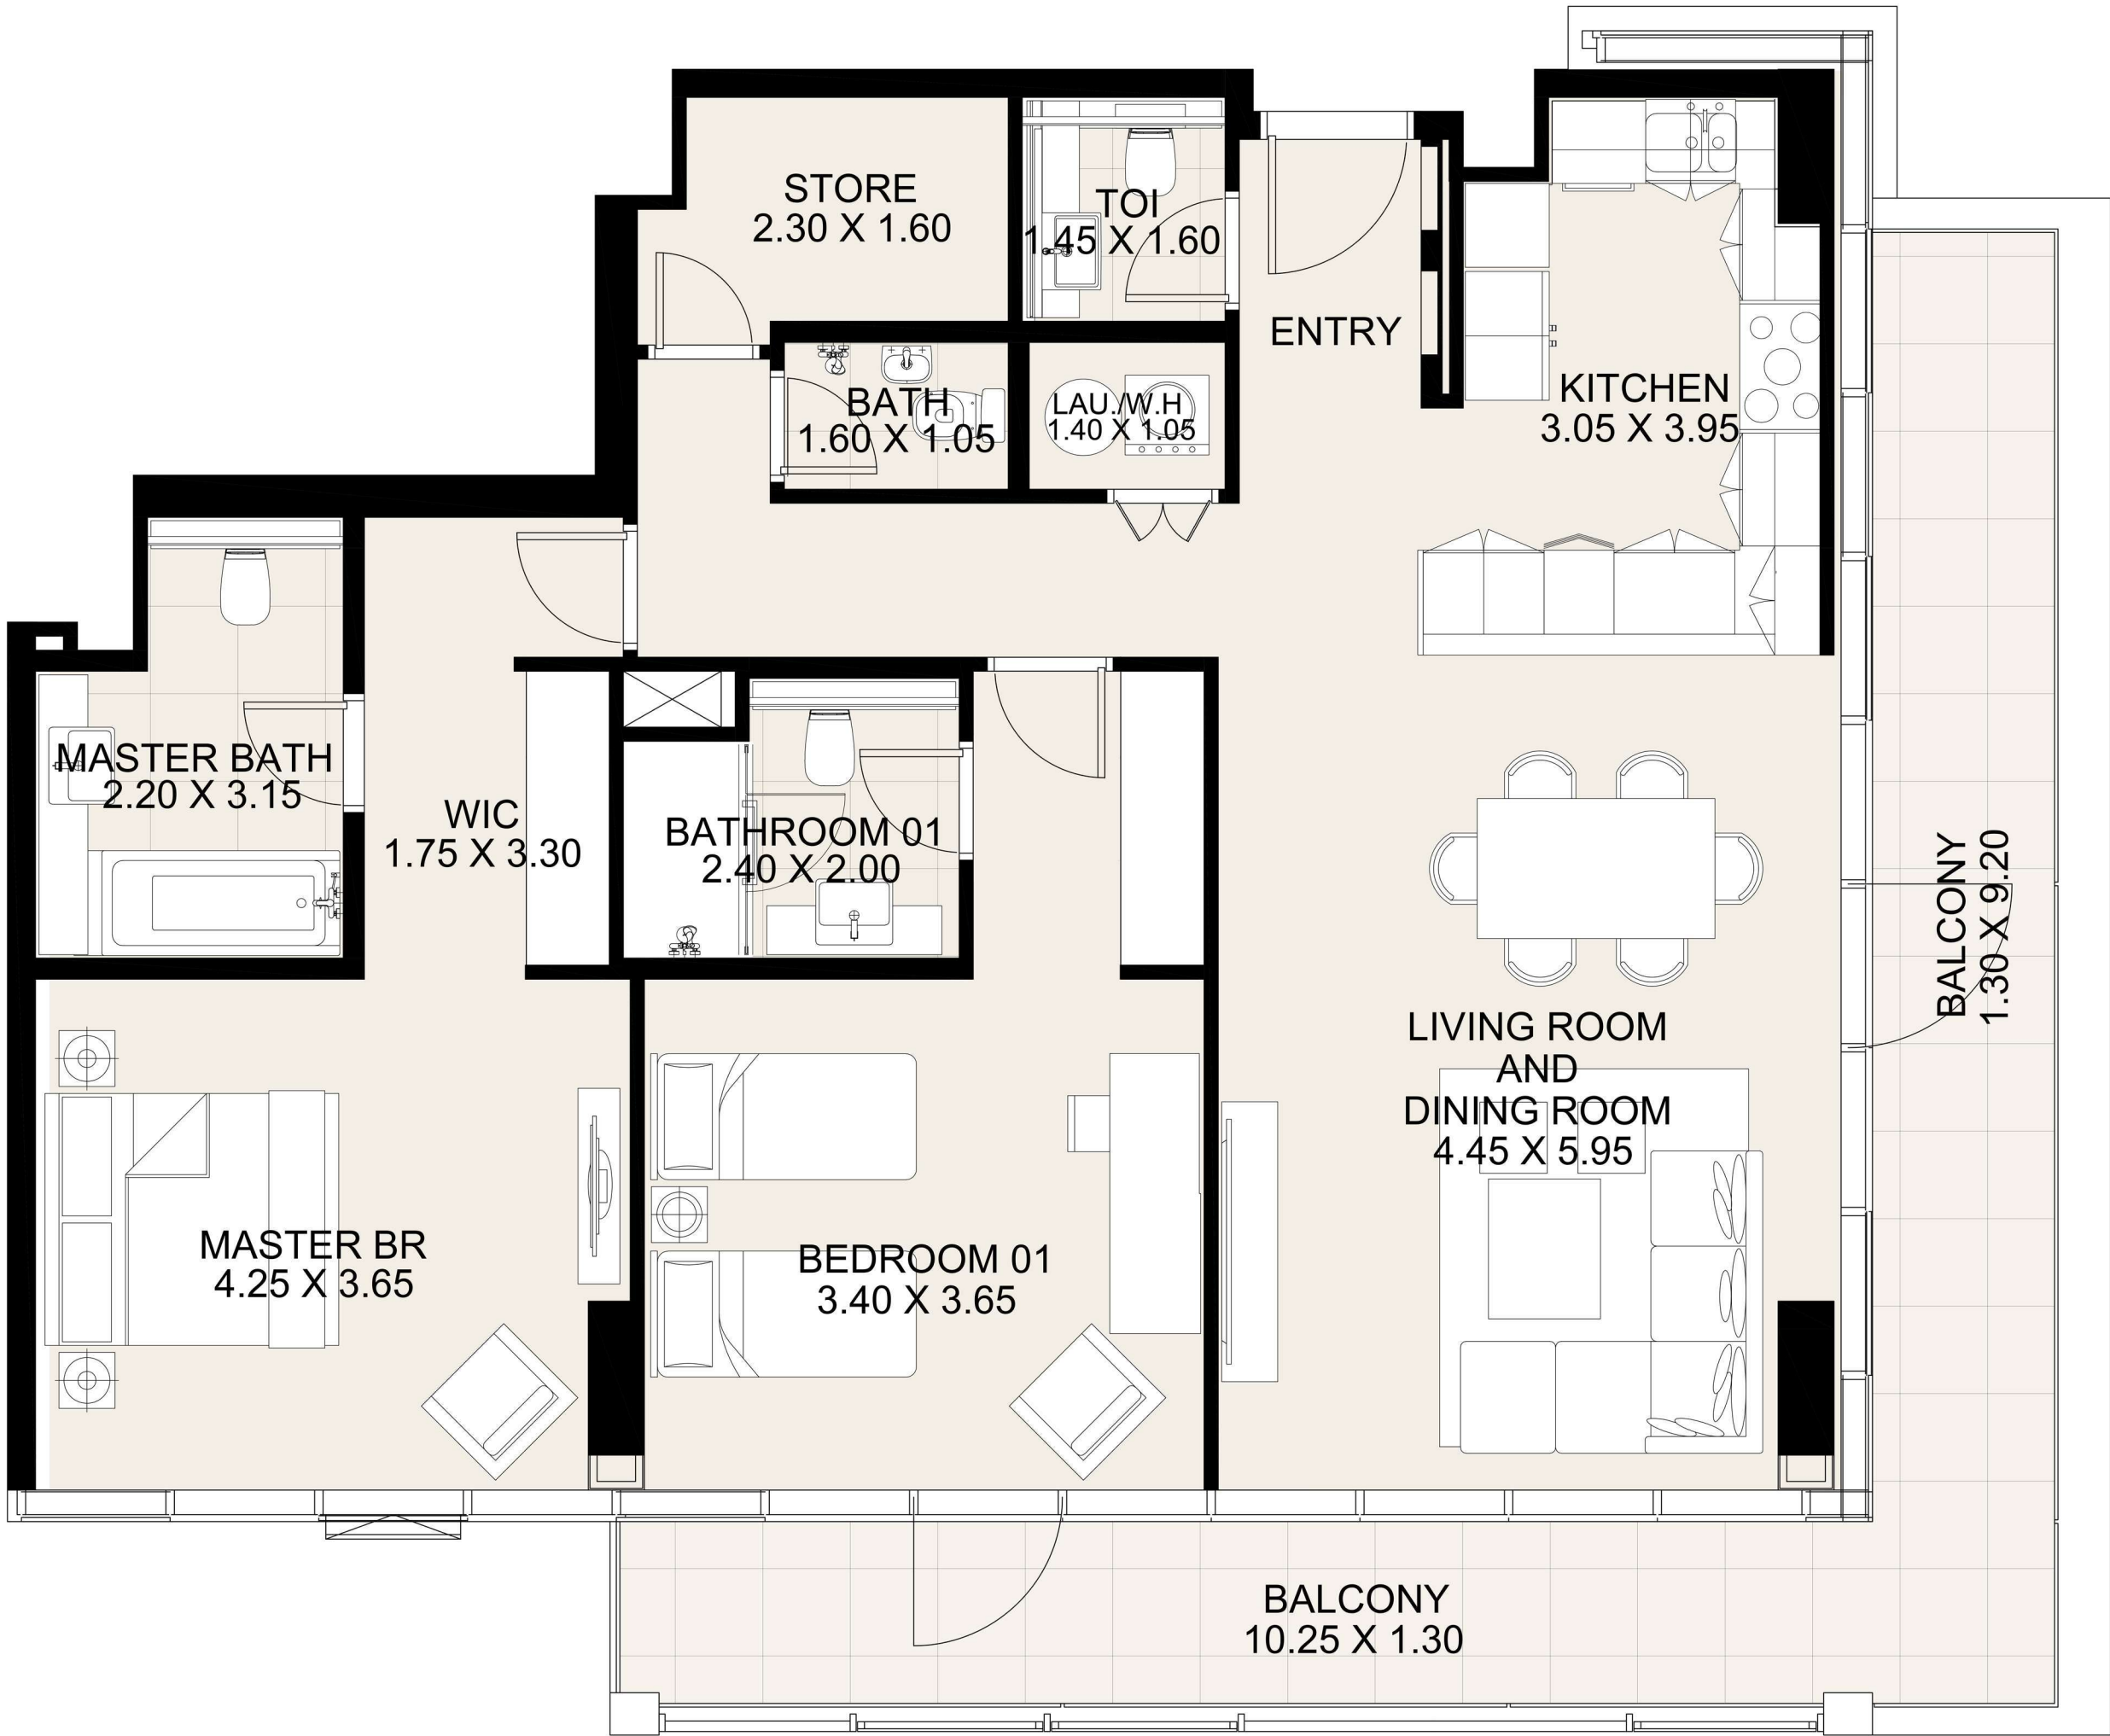 STORE
2.30 X 1.60
TOI
1.45 X 1.60
ENTRY
KITCHEN
3.05 X 3.95
BATH
1.60 X 1.05
LAU./W.H
1.40 X 1.05
MASTER BATH
2.20 X 3.15
WIC
1.75 X 3.30
BATHROOM 01
2.40 X 2.00
BALCONY
1.30 X 9.20
LIVING ROOM
AND
DINING ROOM
4.45 X 5.95
MASTER BR
4.25 X 3.65
BEDROOM 01
3.40 X 3.65
BALCONY
10.25 X 1.30